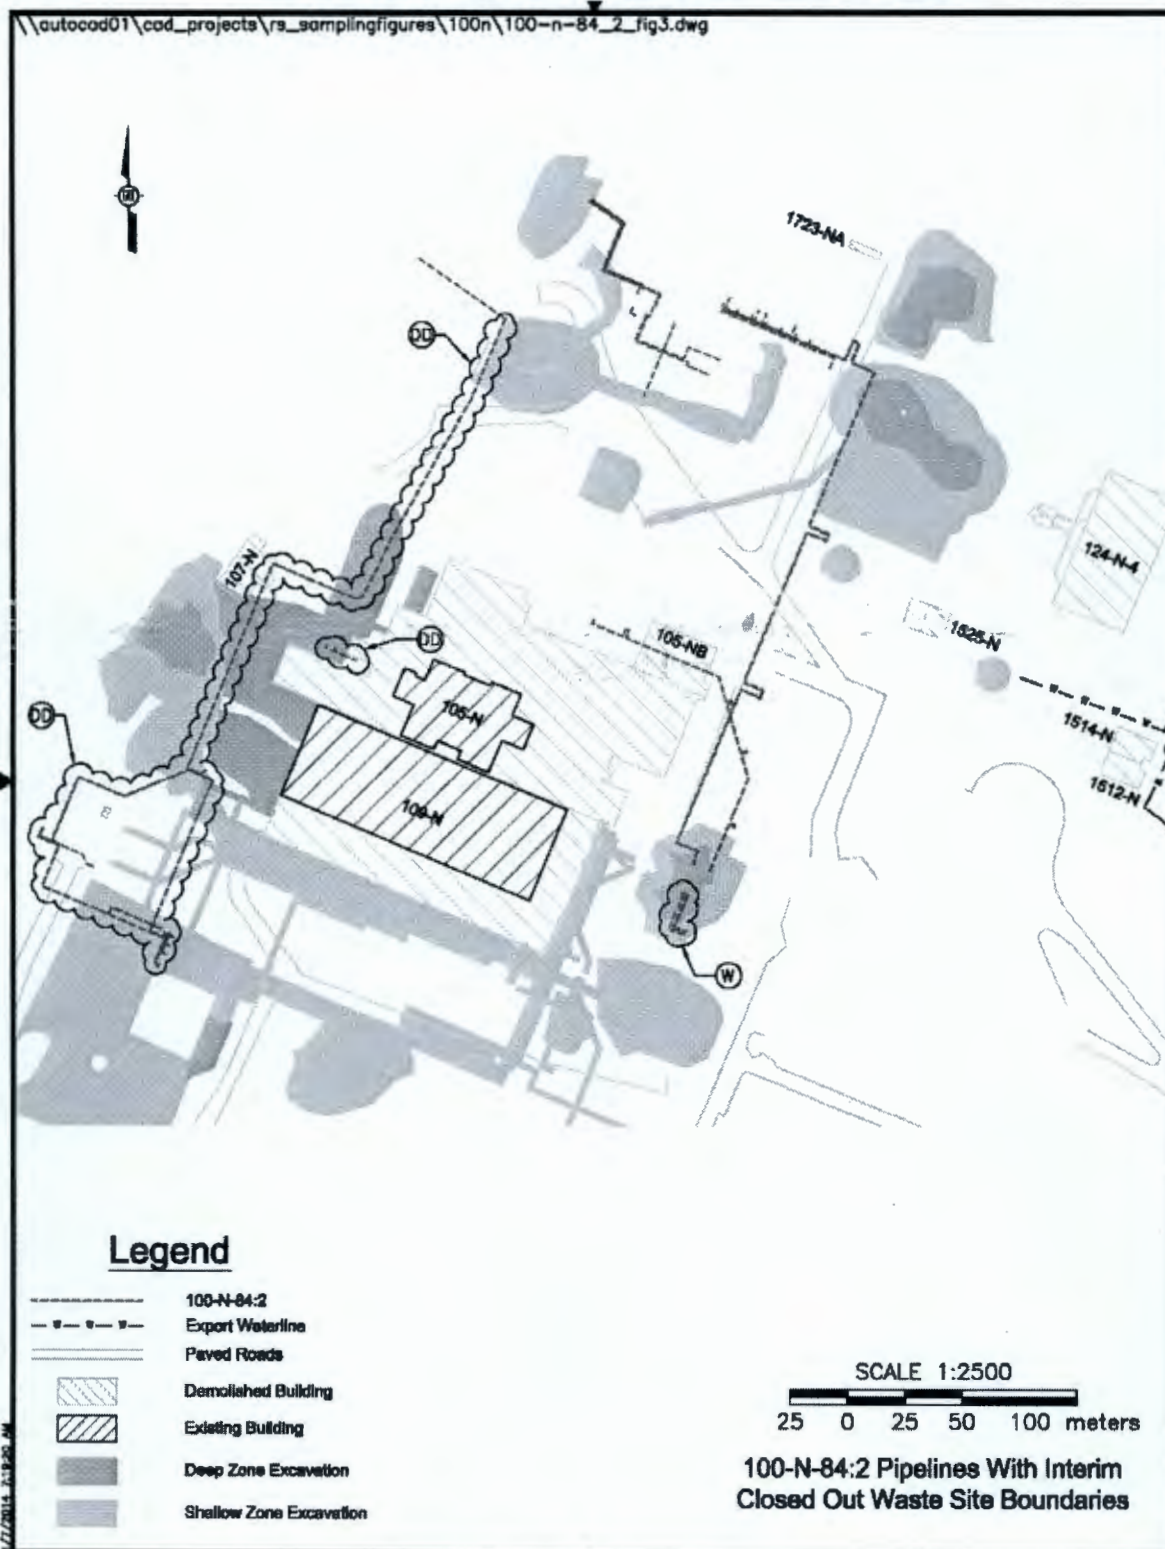 \\autocad01\cad_projects\rs_samplingfigures\100n\100-n-84_2_fig3.dwg
1723-NA
DD
107-N
124-N-4
1525-N
105-NB
DD
105-N
DD
1514-N
1512-N
109-N
W
Legend
100-N-84:2
Export Waterline
Paved Roads
Demolished Building
Existing Building
Deep Zone Excavation
Shallow Zone Excavation
SCALE 1:2500
25 0 25 50 100 meters
100-N-84:2 Pipelines With Interim
Closed Out Waste Site Boundaries